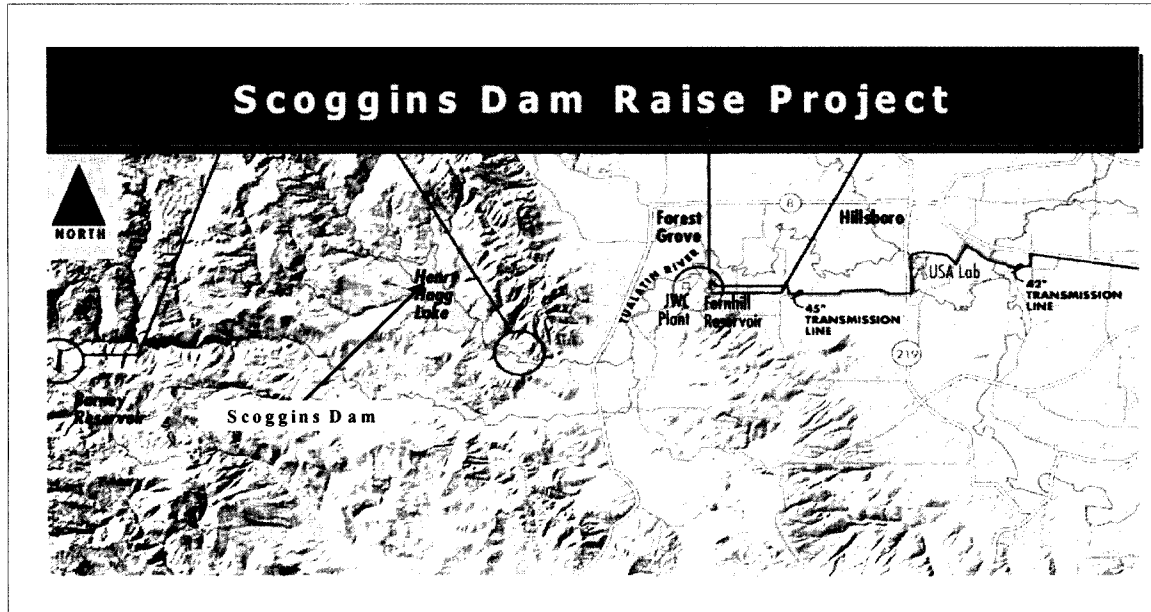 Scoggins Dam Raise Project
NORTH
Forest
Grove
8
Hillsboro
TUALATIN RIVER
Henry
Hagg
Lake
USA Lab
JWC
Plant
Fernhill
Reservoir
42"
TRANSMISSION
LINE
45"
TRANSMISSION
LINE
219
Barney
Reservoir
Scoggins Dam